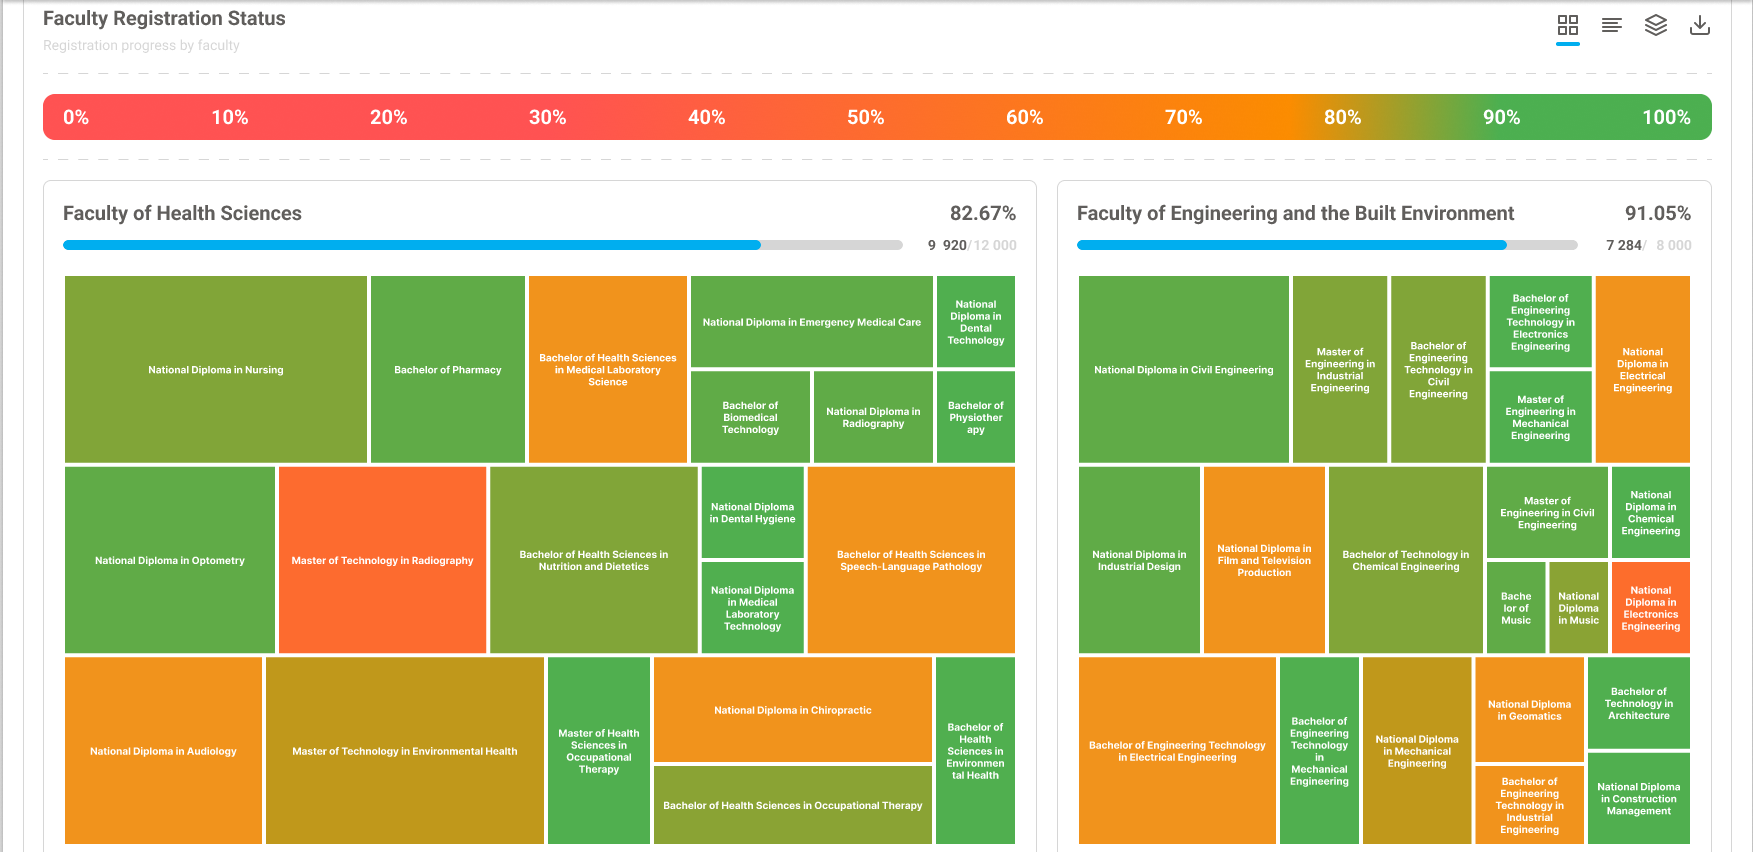 Faculty Registration Status
Registration progress by faculty
0% 10% 20% 30% 40% 50% 60% 70% 80% 90% 100%
Faculty of Health Sciences
82.67%
9 920/12 000
National Diploma in Nursing
Bachelor of Pharmacy
Bachelor of Health Sciences
in Medical Laboratory
Science
National Diploma in Emergency Medical Care
National
Diploma in
Dental
Technology
Bachelor of
Biomedical
Technology
National Diploma in
Radiography
Bachelor of
Physiother
apy
National Diploma in Optometry
Master of Technology in Radiography
Bachelor of Health Sciences in
Nutrition and Dietetics
National Diploma
in Dental Hygiene
National Diploma
in Medical
Laboratory
Technology
Bachelor of Health Sciences in
Speech-Language Pathology
National Diploma in Audiology
Master of Technology in Environmental Health
Master of Health
Sciences in
Occupational
Therapy
National Diploma in Chiropractic
Bachelor of Health Sciences in Occupational Therapy
Bachelor of
Health
Sciences in
Environmen
tal Health
Faculty of Engineering and the Built Environment
91.05%
7 284/ 8 000
National Diploma in Civil Engineering
Master of
Engineering in
Industrial
Engineering
Bachelor of
Engineering
Technology in
Civil
Engineering
Bachelor of
Engineering
Technology in
Electronics
Engineering
Master of
Engineering in
Mechanical
Engineering
National
Diploma in
Electrical
Engineering
National Diploma in
Industrial Design
National Diploma in
Film and Television
Production
Bachelor of Technology in
Chemical Engineering
Master of
Engineering in Civil
Engineering
National
Diploma in
Chemical
Engineering
Bache
lor of
Music
National
Diploma
in Music
National
Diploma in
Electronics
Engineering
Bachelor of Engineering Technology
in Electrical Engineering
Bachelor of
Engineering
Technology
in
Mechanical
Engineering
National Diploma
in Mechanical
Engineering
National Diploma
in Geomatics
Bachelor of
Engineering
Technology in
Industrial
Engineering
Bachelor of
Technology in
Architecture
National Diploma
in Construction
Management